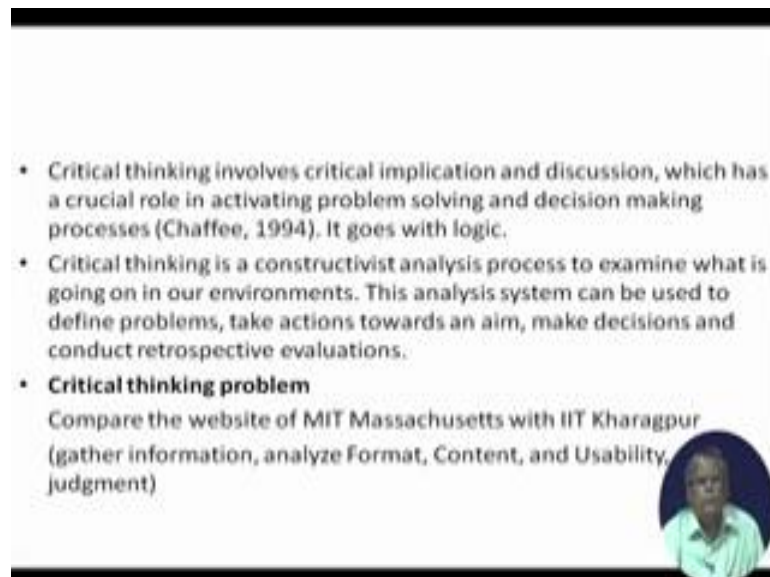 • Critical thinking involves critical implication and discussion, which has
a crucial role in activating problem solving and decision making
processes (Chaffee, 1994). It goes with logic.
• Critical thinking is a constructivist analysis process to examine what is
going on in our environments. This analysis system can be used to
define problems, take actions towards an aim, make decisions and
conduct retrospective evaluations.
• Critical thinking problem
Compare the website of MIT Massachusetts with IIT Kharagpur
(gather information, analyze Format, Content, and Usability,
judgment)